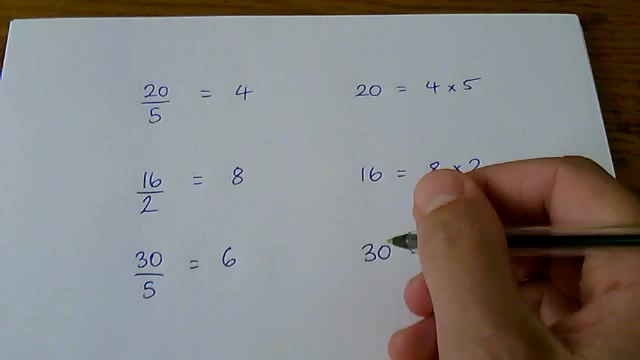 20/5 = 4    20 = 4 × 5
16/2 = 8    16 = 8 × 2
30/5 = 6    30